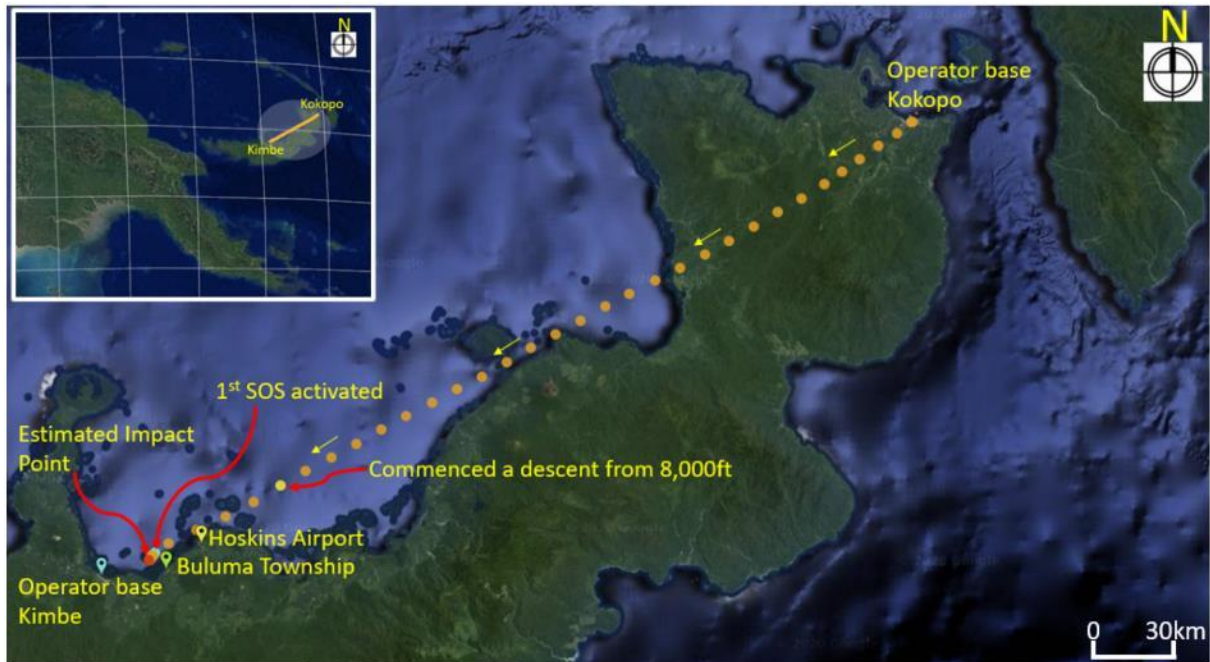 N
Kokopo
Kimbe
N
Operator base
Kokopo
1st SOS activated
Estimated Impact
Point
Commenced a descent from 8,000ft
Hoskins Airport
Buluma Township
Operator base
Kimbe
0 30km